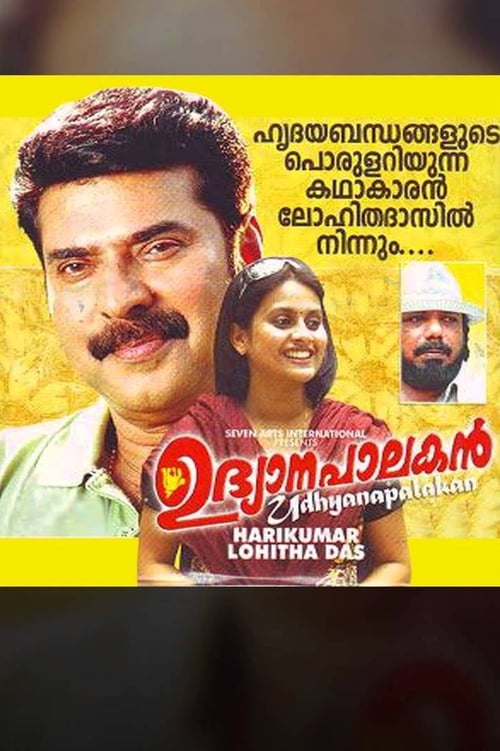 ഹൃദയബന്ധങ്ങളുടെ
പൊരുളറിയുന്ന
കഥാകാരൻ
ലോഹിതദാസിൽ
നിന്നും....
SEVEN ARTS INTERNATIONAL
PRESENTS
ഉദ്യാനപാലകൻ
Udhyanapalakan
HARIKUMAR
LOHITHA DAS